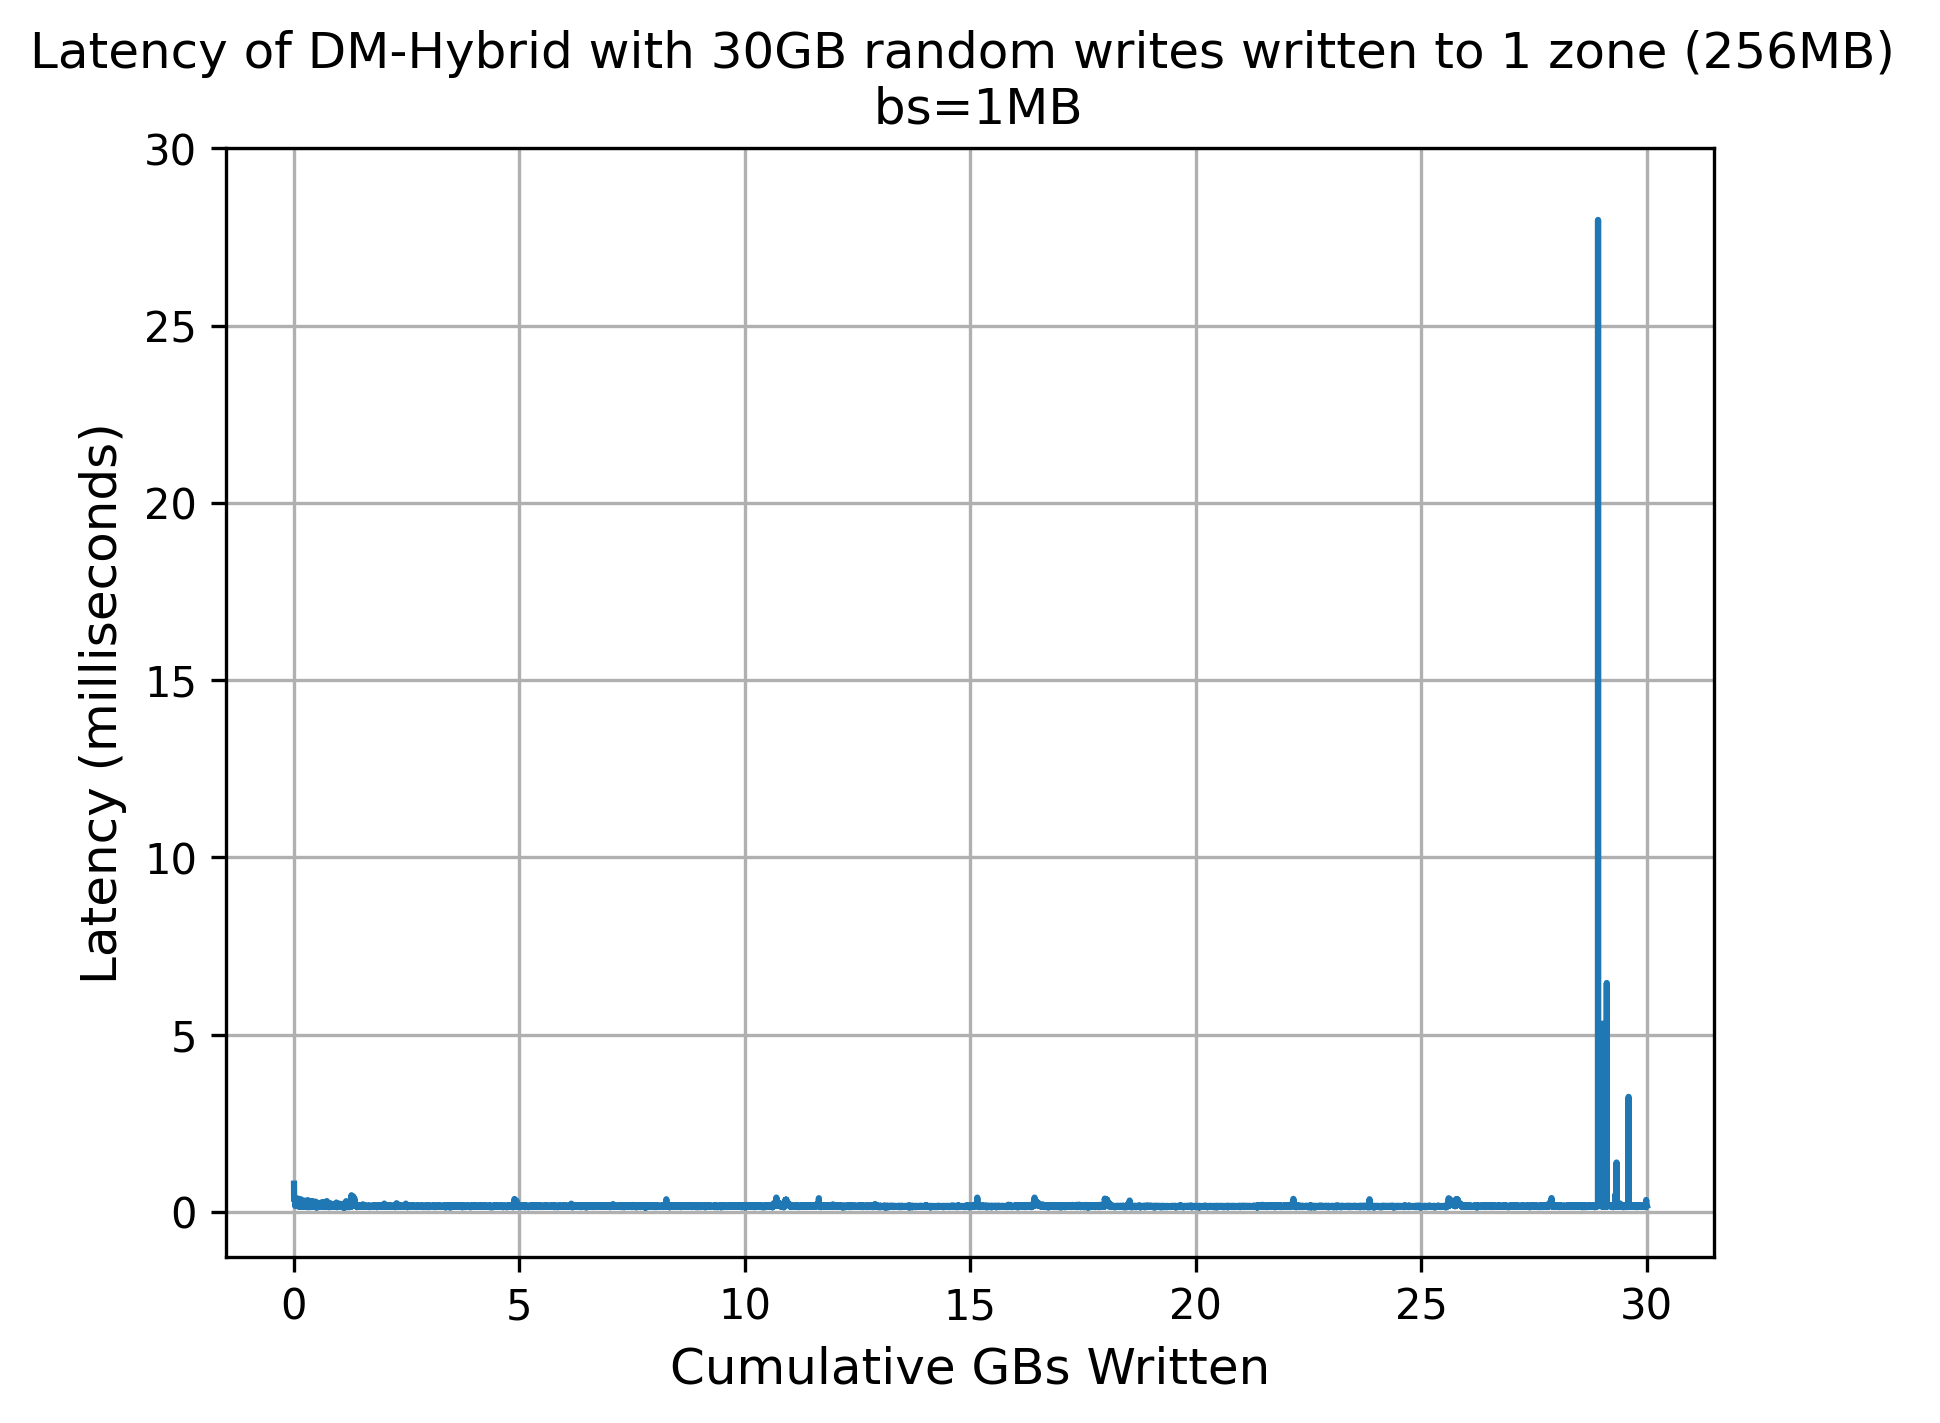 Latency of DM-Hybrid with 30GB random writes written to 1 zone (256MB)
bs=1MB
30
25
20
15
10
5
0
Latency (milliseconds)
0 5 10 15 20 25 30
Cumulative GBs Written